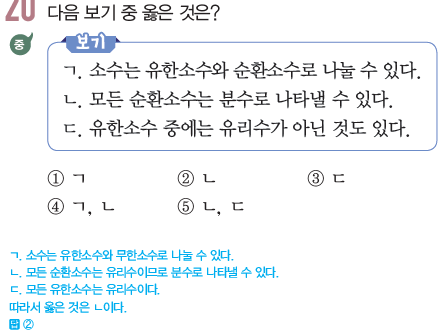 20 다음 보기 중 옳은 것은?
중
보기
ㄱ. 소수는 유한소수와 순환소수로 나눌 수 있다.
ㄴ. 모든 순환소수는 분수로 나타낼 수 있다.
ㄷ. 유한소수 중에는 유리수가 아닌 것도 있다.
① ㄱ ② ㄴ ③ ㄷ
④ ㄱ, ㄴ ⑤ ㄴ, ㄷ
ㄱ. 소수는 유한소수와 무한소수로 나눌 수 있다.
ㄴ. 모든 순환소수는 유리수이므로 분수로 나타낼 수 있다.
ㄷ. 모든 유한소수는 유리수이다.
따라서 옳은 것은 ㄴ이다.
답 ②